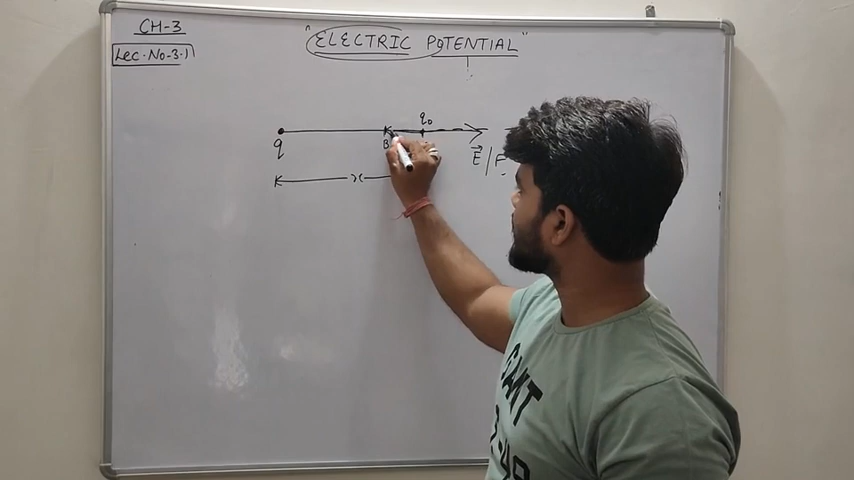 CH-3
Lec. No-3.1
"ELECTRIC POTENTIAL"
q₀
q
B
E⃗ / F
x